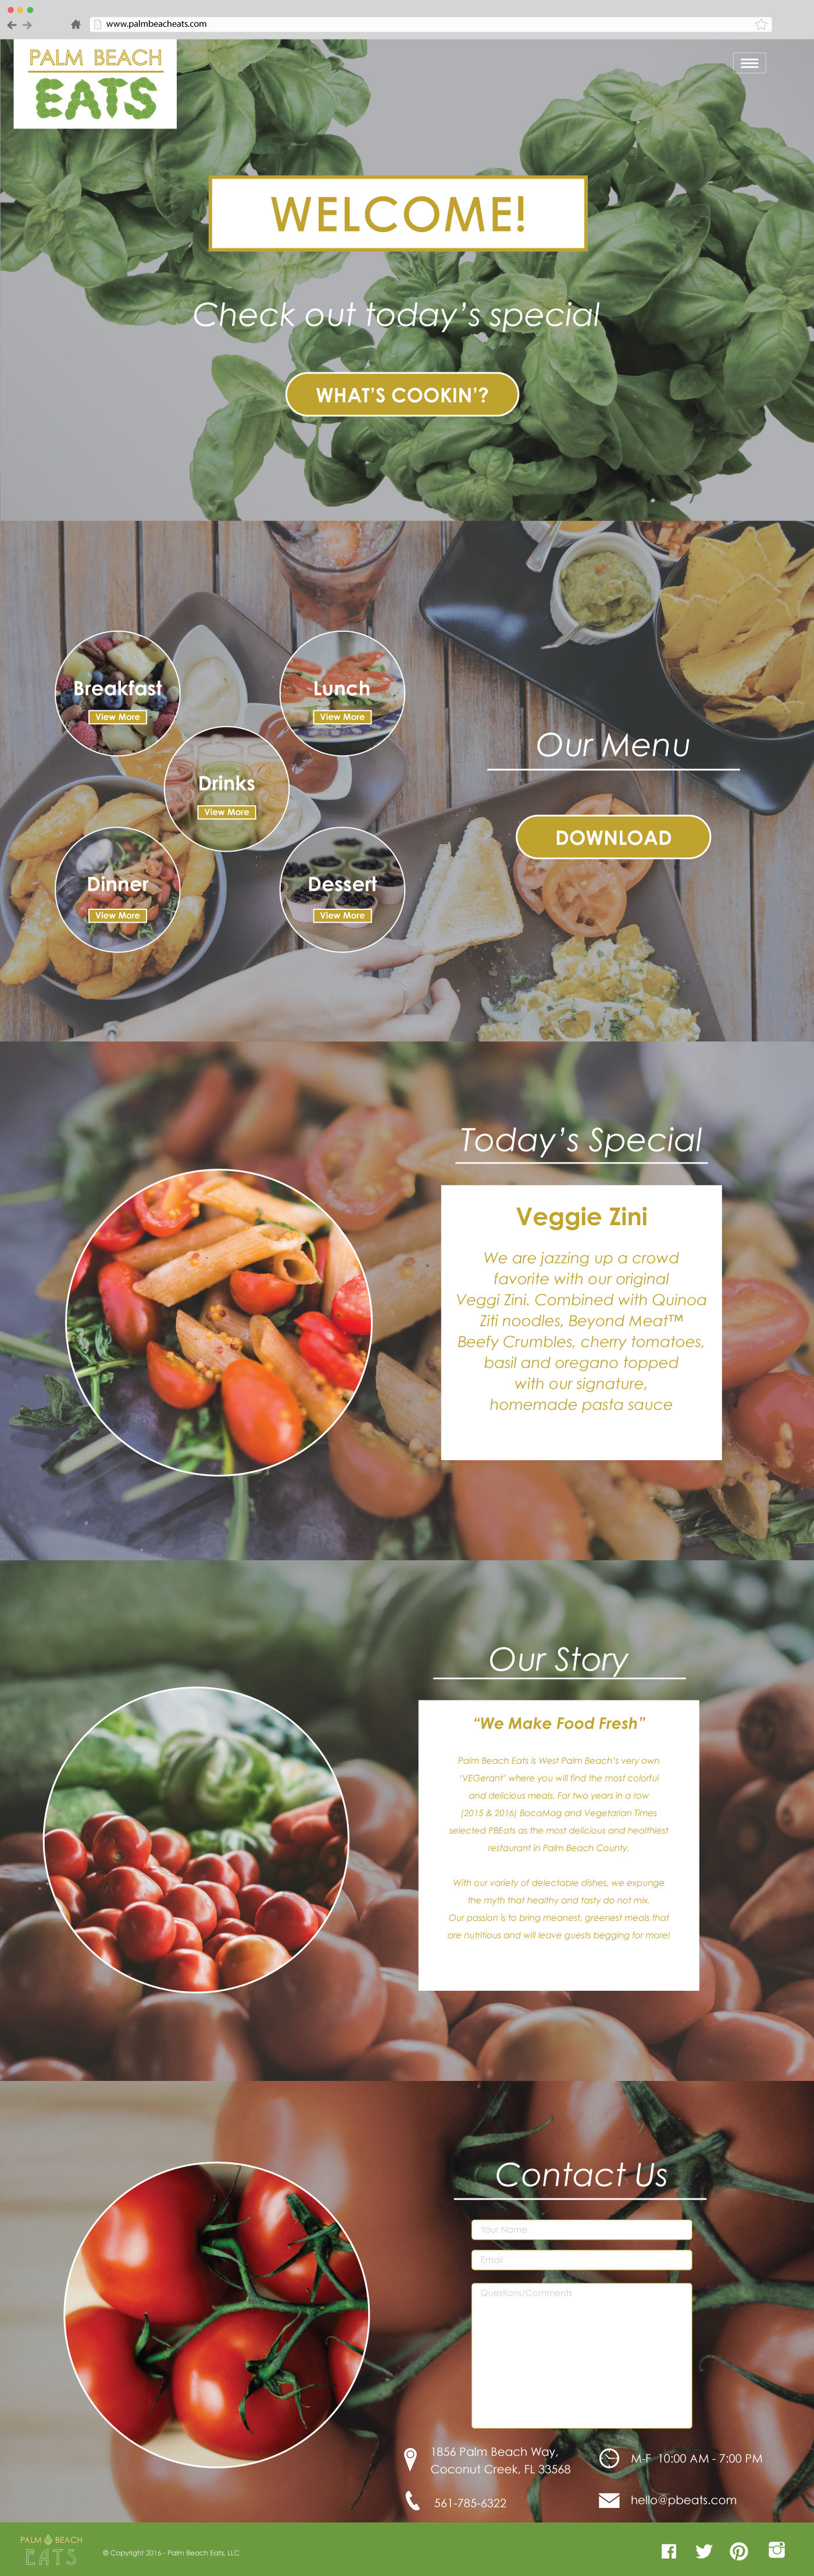 www.palmbeacheats.com
PALM BEACH
EATS
WELCOME!
Check out today's special
WHAT'S COOKIN'?
Breakfast
View More
Lunch
View More
Drinks
View More
Dinner
View More
Dessert
View More
Our Menu
DOWNLOAD
Today's Special
Veggie Zini
We are jazzing up a crowd
favorite with our original
Veggi Zini. Combined with Quinoa
Ziti noodles, Beyond Meat™
Beefy Crumbles, cherry tomatoes,
basil and oregano topped
with our signature,
homemade pasta sauce
Our Story
“We Make Food Fresh”
Palm Beach Eats is West Palm Beach's very own
'VEGerant' where you will find the most colorful
and delicious meals. For two years in a row
(2015 & 2016) BocaMag and Vegetarian Times
selected PBEats as the most delicious and healthiest
restaurant in Palm Beach County.
With our variety of delectable dishes, we expunge
the myth that healthy and tasty do not mix.
Our passion is to bring meanest, greenest meals that
are nutritious and will leave guests begging for more!
Contact Us
Your Name
Email
Questions/Comments
1856 Palm Beach Way,
Coconut Creek, FL 33568
M-F 10:00 AM - 7:00 PM
561-785-6322
hello@pbeats.com
PALM BEACH
EATS
© Copyright 2016 - Palm Beach Eats, LLC